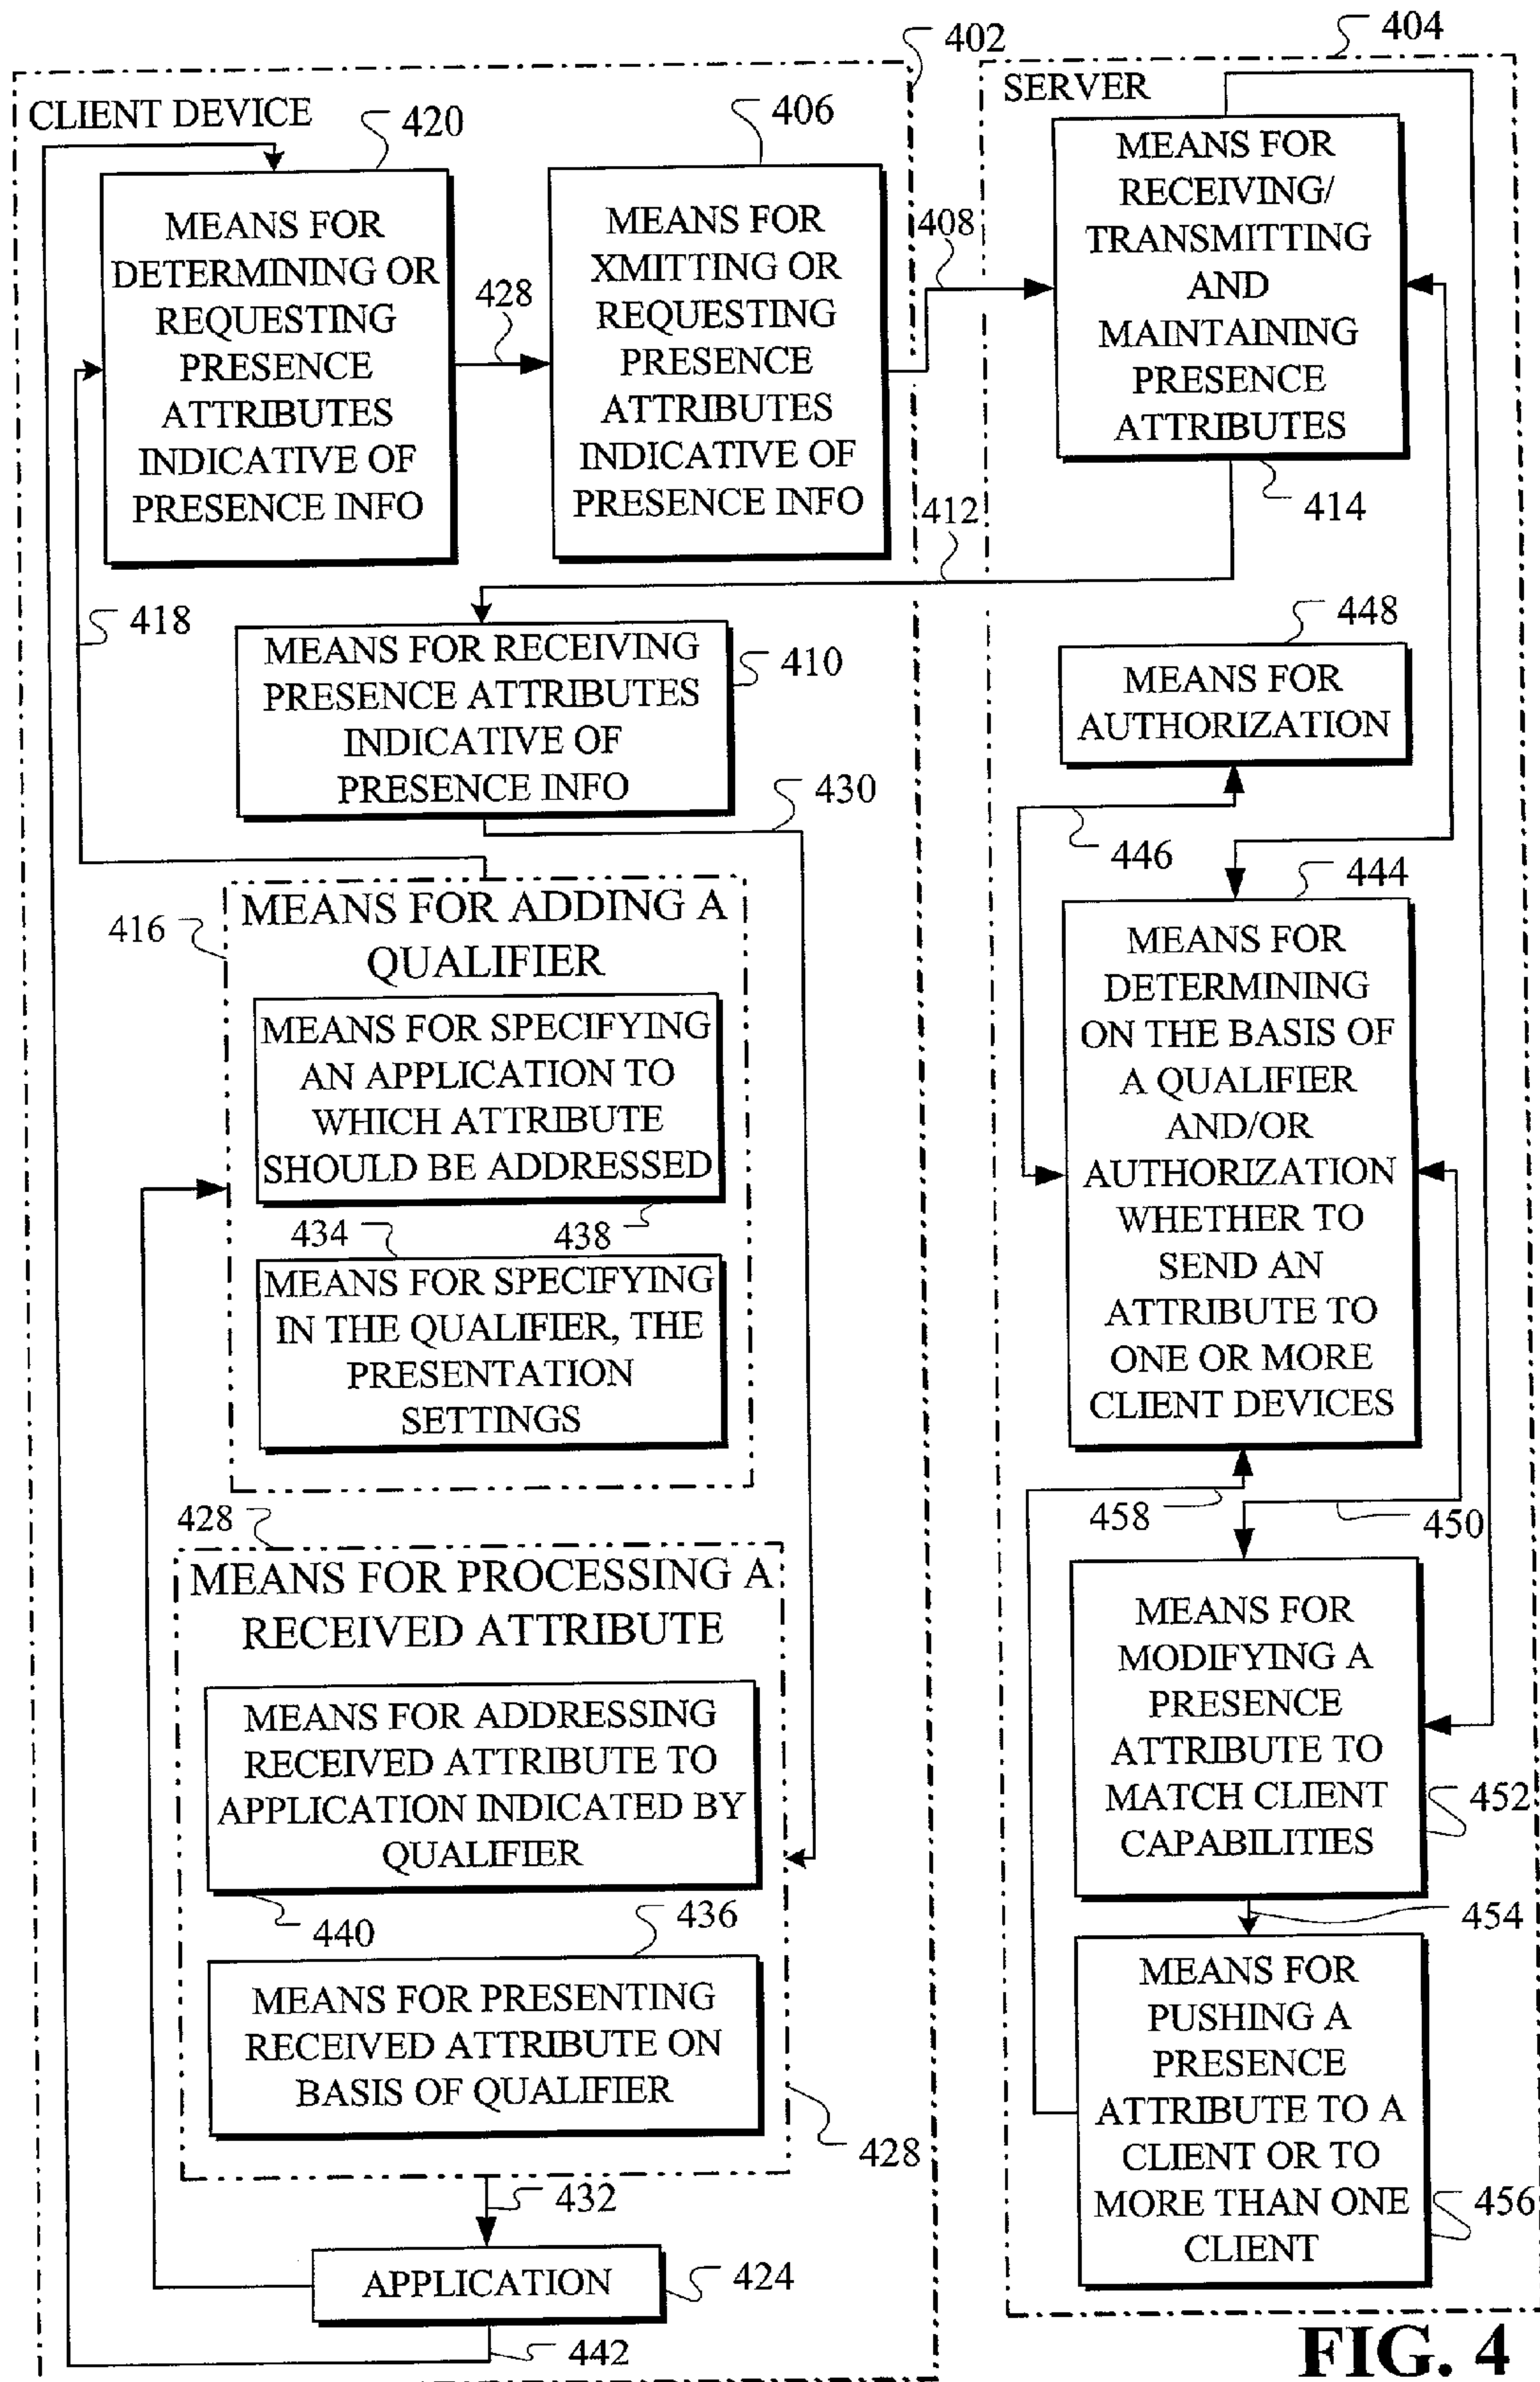 402
404
CLIENT DEVICE
420
406
SERVER
MEANS FOR
DETERMINING OR
REQUESTING
PRESENCE
ATTRIBUTES
INDICATIVE OF
PRESENCE INFO
428
MEANS FOR
XMITTING OR
REQUESTING
PRESENCE
ATTRIBUTES
INDICATIVE OF
PRESENCE INFO
408
MEANS FOR
RECEIVING/
TRANSMITTING
AND
MAINTAINING
PRESENCE
ATTRIBUTES
414
412
418
MEANS FOR RECEIVING
PRESENCE ATTRIBUTES
INDICATIVE OF
PRESENCE INFO
410
430
448
MEANS FOR
AUTHORIZATION
446
444
416
MEANS FOR ADDING A
QUALIFIER
MEANS FOR SPECIFYING
AN APPLICATION TO
WHICH ATTRIBUTE
SHOULD BE ADDRESSED
434
438
MEANS FOR SPECIFYING
IN THE QUALIFIER, THE
PRESENTATION
SETTINGS
MEANS FOR
DETERMINING
ON THE BASIS OF
A QUALIFIER
AND/OR
AUTHORIZATION
WHETHER TO
SEND AN
ATTRIBUTE TO
ONE OR MORE
CLIENT DEVICES
458
450
428
MEANS FOR PROCESSING A
RECEIVED ATTRIBUTE
MEANS FOR ADDRESSING
RECEIVED ATTRIBUTE TO
APPLICATION INDICATED BY
QUALIFIER
440
436
MEANS FOR PRESENTING
RECEIVED ATTRIBUTE ON
BASIS OF QUALIFIER
428
MEANS FOR
MODIFYING A
PRESENCE
ATTRIBUTE TO
MATCH CLIENT
CAPABILITIES
452
454
MEANS FOR
PUSHING A
PRESENCE
ATTRIBUTE TO A
CLIENT OR TO
MORE THAN ONE
CLIENT
456
432
APPLICATION
424
442
FIG. 4